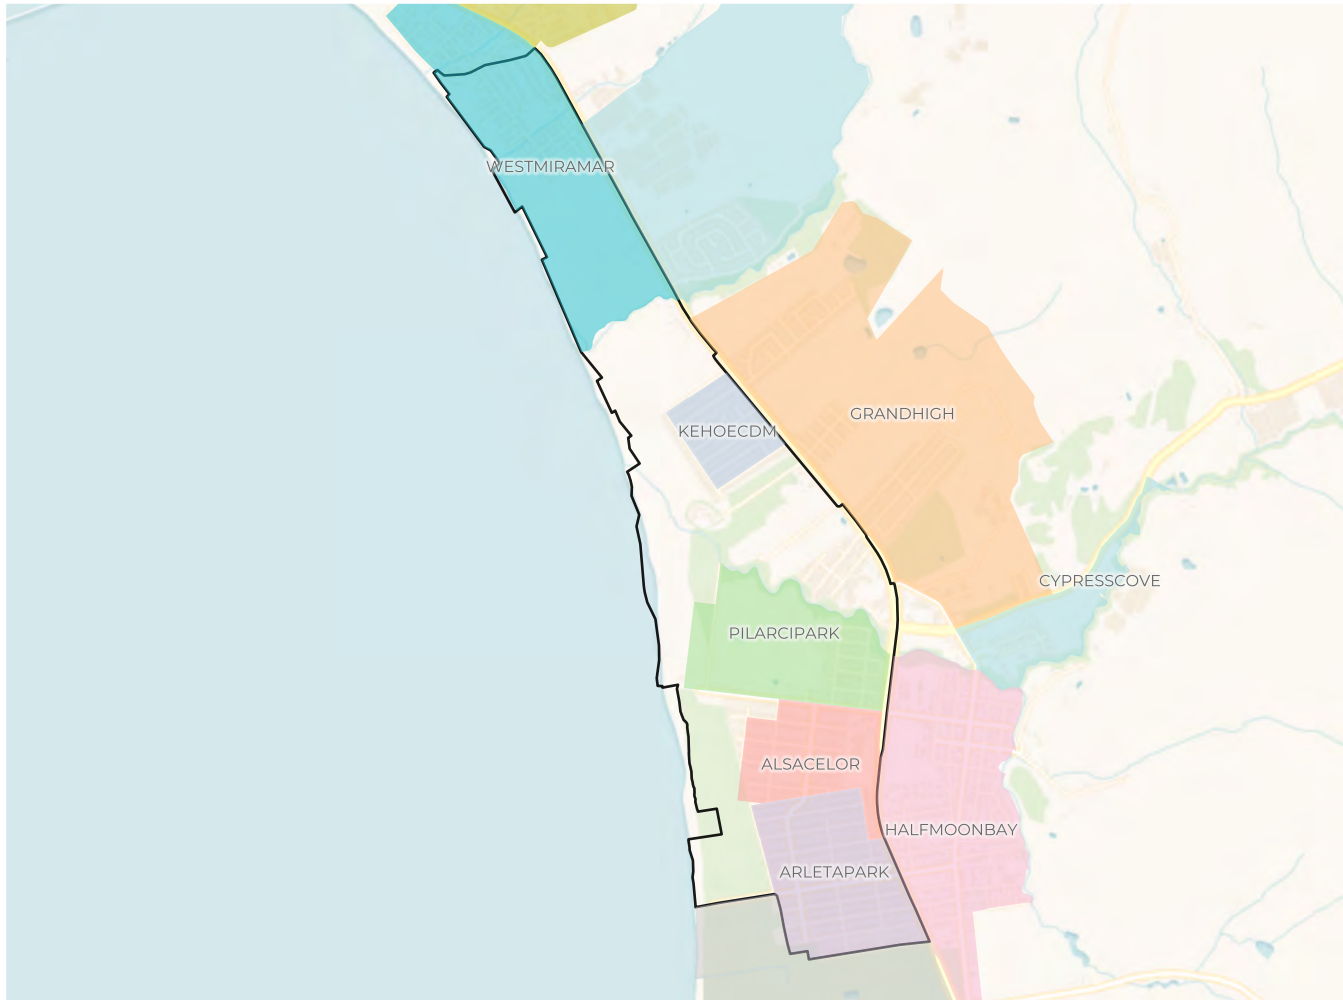 WESTMIRAMAR
GRANDHIGH
KEHOECDM
CYPRESSCOVE
PILARCIPARK
ALSACELOR
HALFMOONBAY
ARLETAPARK